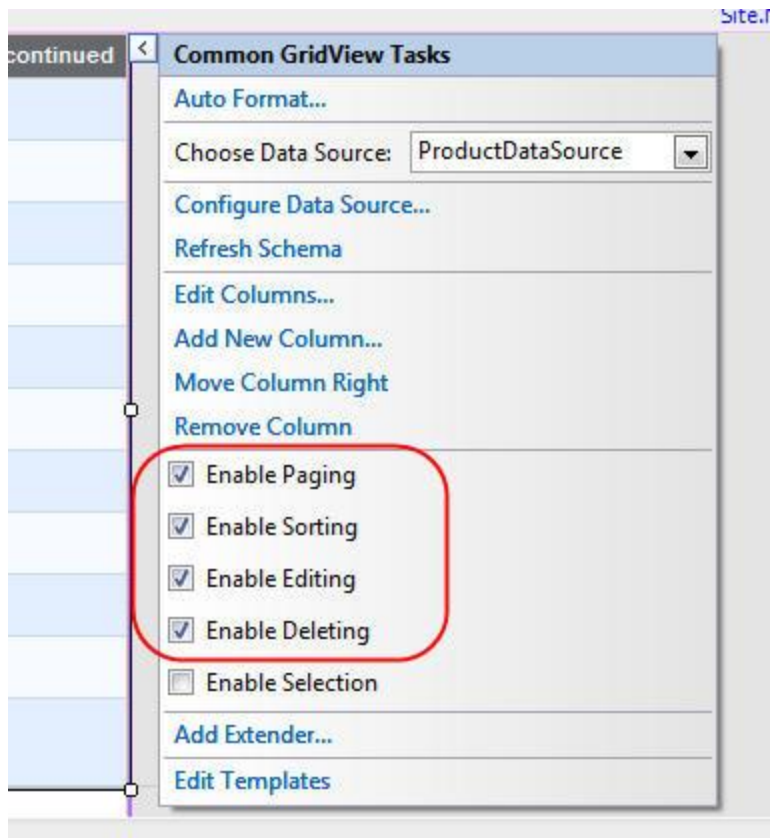 Site.
continued
Common GridView Tasks
Auto Format...
Choose Data Source: ProductDataSource
Configure Data Source...
Refresh Schema
Edit Columns...
Add New Column...
Move Column Right
Remove Column
Enable Paging
Enable Sorting
Enable Editing
Enable Deleting
Enable Selection
Add Extender...
Edit Templates